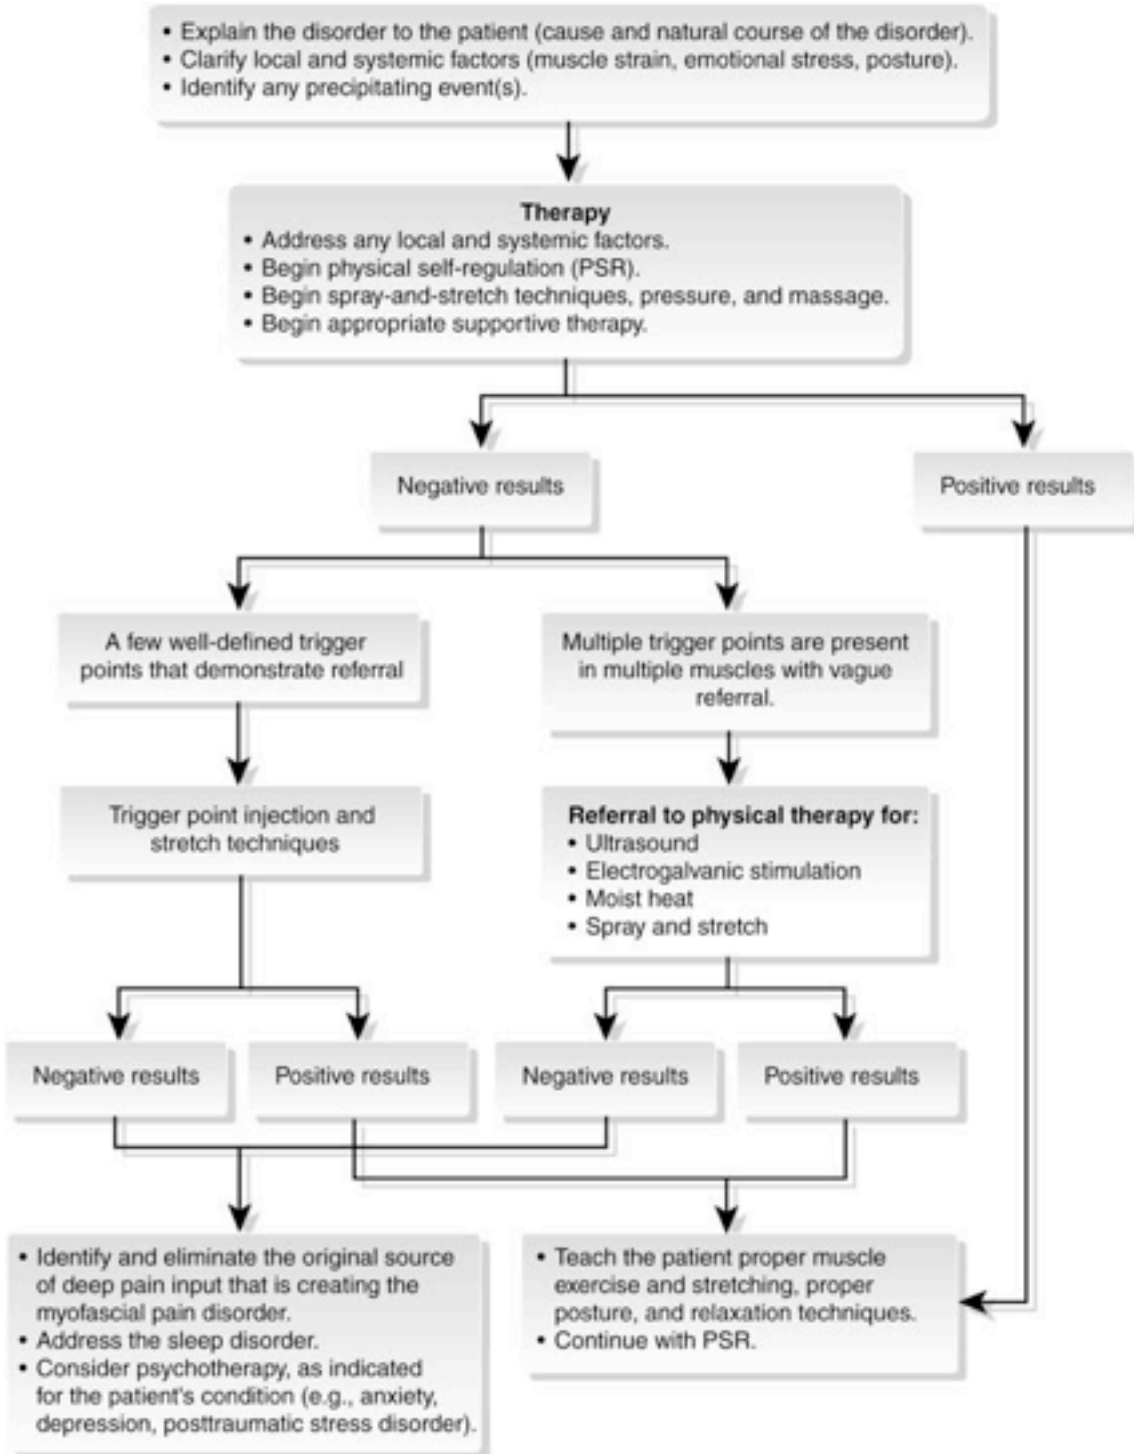 • Explain the disorder to the patient (cause and natural course of the disorder).
• Clarify local and systemic factors (muscle strain, emotional stress, posture).
• Identify any precipitating event(s).
Therapy
• Address any local and systemic factors.
• Begin physical self-regulation (PSR).
• Begin spray-and-stretch techniques, pressure, and massage.
• Begin appropriate supportive therapy.
Negative results
Positive results
A few well-defined trigger
points that demonstrate referral
Multiple trigger points are present
in multiple muscles with vague
referral.
Trigger point injection and
stretch techniques
Referral to physical therapy for:
• Ultrasound
• Electrogalvanic stimulation
• Moist heat
• Spray and stretch
Negative results
Positive results
Negative results
Positive results
• Identify and eliminate the original source
of deep pain input that is creating the
myofascial pain disorder.
• Address the sleep disorder.
• Consider psychotherapy, as indicated
for the patient's condition (e.g., anxiety,
depression, posttraumatic stress disorder).
• Teach the patient proper muscle
exercise and stretching, proper
posture, and relaxation techniques.
• Continue with PSR.